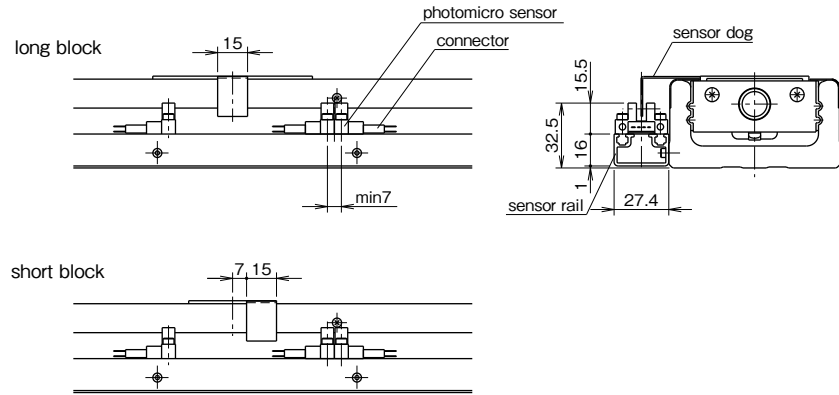 long block
15
photomicro sensor
connector
min7
sensor dog
15.5
32.5
16
1
sensor rail
27.4
short block
7 15